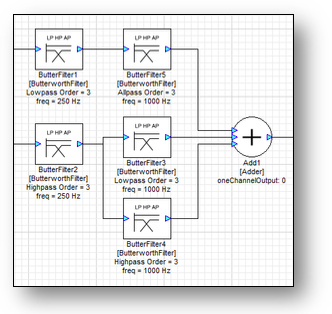 LP HP AP
ButterFilter1
[ButterworthFilter]
Lowpass Order = 3
freq = 250 Hz
LP HP AP
ButterFilter5
[ButterworthFilter]
Allpass Order = 3
freq = 1000 Hz
LP HP AP
ButterFilter2
[ButterworthFilter]
Highpass Order = 3
freq = 250 Hz
LP HP AP
ButterFilter3
[ButterworthFilter]
Lowpass Order = 3
freq = 1000 Hz
+
Add1
[Adder]
oneChannelOutput: 0
LP HP AP
ButterFilter4
[ButterworthFilter]
Highpass Order = 3
freq = 1000 Hz